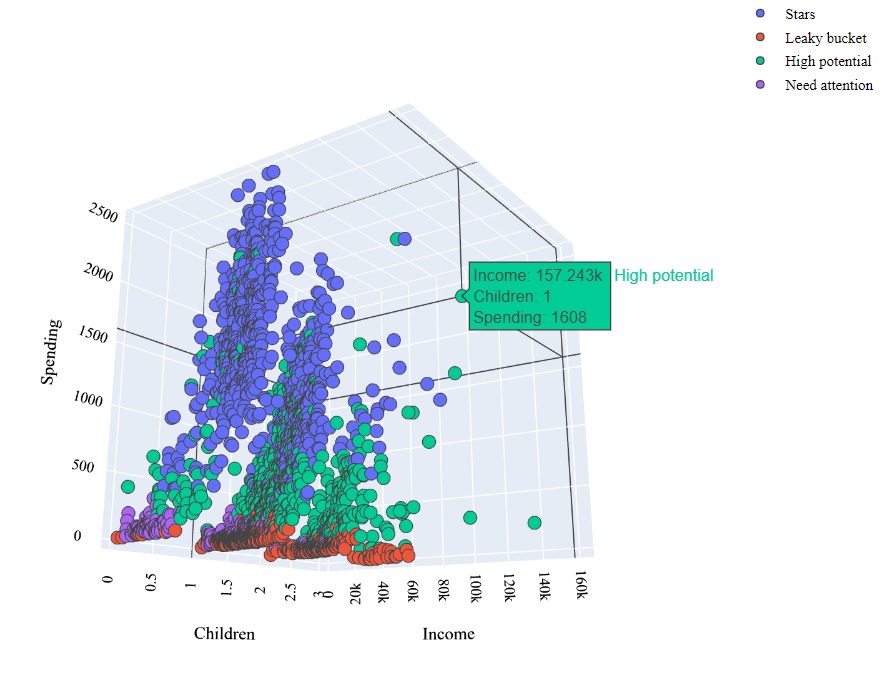 Stars
Leaky bucket
High potential
Need attention
2500
2000
1500
1000
500
0
Spending
Income: 157.243k
Children: 1
Spending: 1608
High potential
0
0.5
1
1.5
2
2.5
3
0
20k
40k
60k
80k
100k
120k
140k
160k
Children
Income